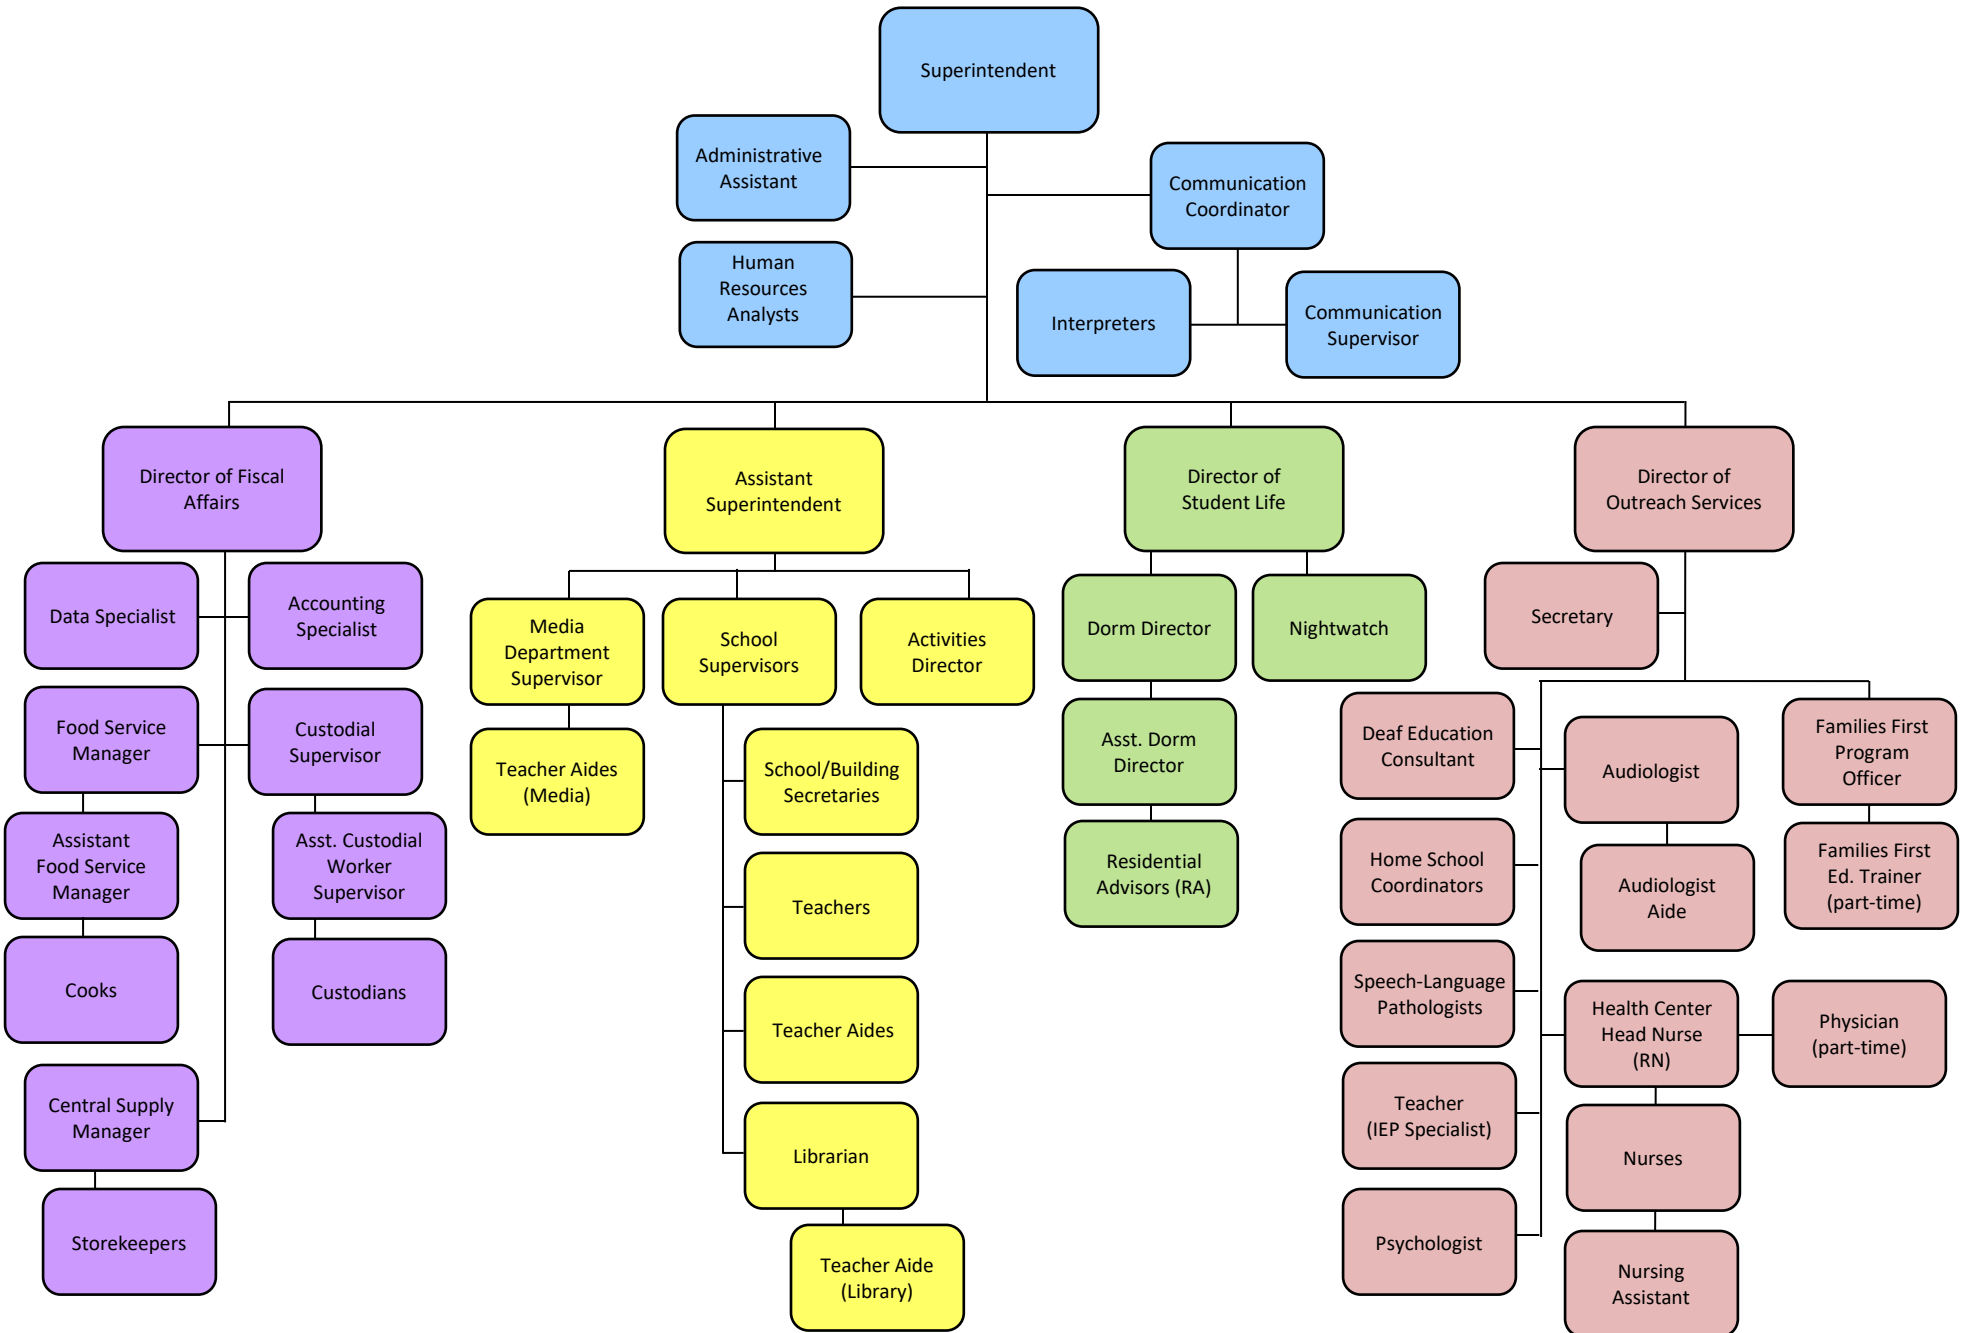 Superintendent
Administrative
Assistant
Communication
Coordinator
Human
Resources
Analysts
Interpreters
Communication
Supervisor
Director of Fiscal
Affairs
Assistant
Superintendent
Director of
Student Life
Director of
Outreach Services
Data Specialist
Accounting
Specialist
Food Service
Manager
Custodial
Supervisor
Assistant
Food Service
Manager
Asst. Custodial
Worker
Supervisor
Cooks
Custodians
Central Supply
Manager
Storekeepers
Media
Department
Supervisor
School
Supervisors
Activities
Director
Teacher Aides
(Media)
School/Building
Secretaries
Teachers
Teacher Aides
Librarian
Teacher Aide
(Library)
Dorm Director
Nightwatch
Asst. Dorm
Director
Residential
Advisors (RA)
Secretary
Deaf Education
Consultant
Audiologist
Families First
Program
Officer
Home School
Coordinators
Audiologist
Aide
Families First
Ed. Trainer
(part-time)
Speech-Language
Pathologists
Health Center
Head Nurse
(RN)
Physician
(part-time)
Teacher
(IEP Specialist)
Nurses
Psychologist
Nursing
Assistant